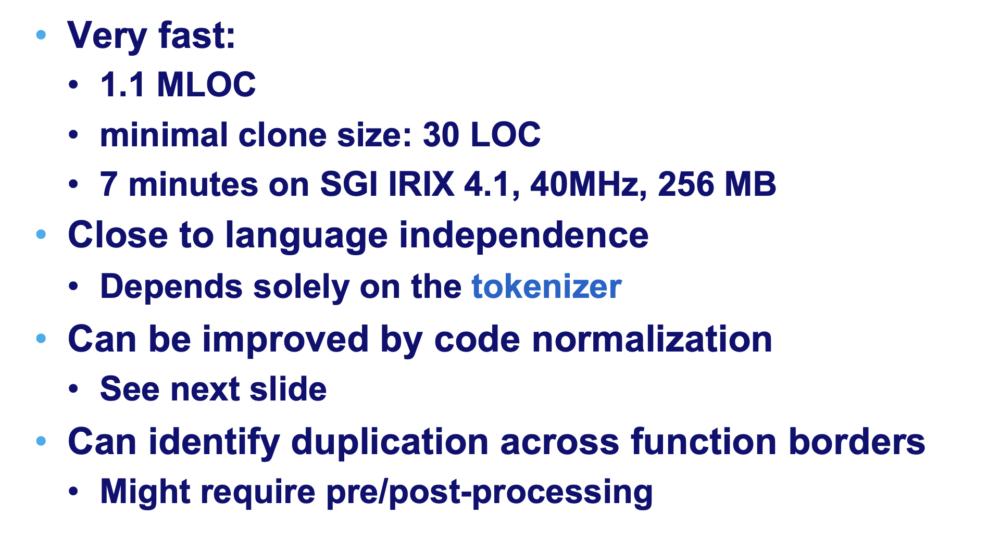 • Very fast:
• 1.1 MLOC
• minimal clone size: 30 LOC
• 7 minutes on SGI IRIX 4.1, 40MHz, 256 MB
• Close to language independence
• Depends solely on the tokenizer
• Can be improved by code normalization
• See next slide
• Can identify duplication across function borders
• Might require pre/post-processing